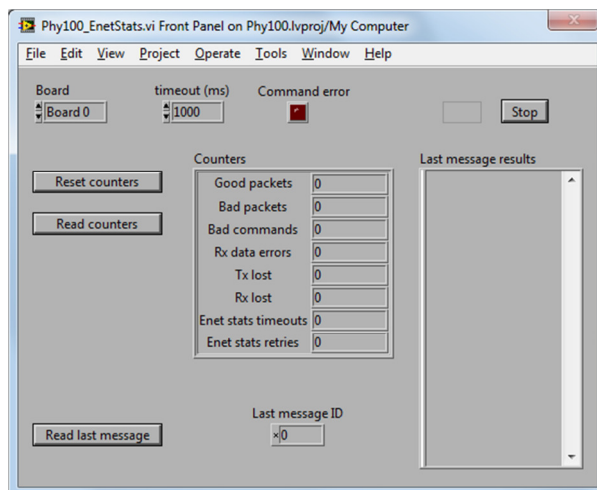 Phy100_EnetStats.vi Front Panel on Phy100.lvproj/My Computer
File Edit View Project Operate Tools Window Help
Board timeout (ms) Command error
Board 0 1000 Stop
Counters Last message results
Reset counters
Good packets 0
Bad packets 0
Read counters
Bad commands 0
Rx data errors 0
Tx lost 0
Rx lost 0
Enet stats timeouts 0
Enet stats retries 0
Last message ID
Read last message ×0